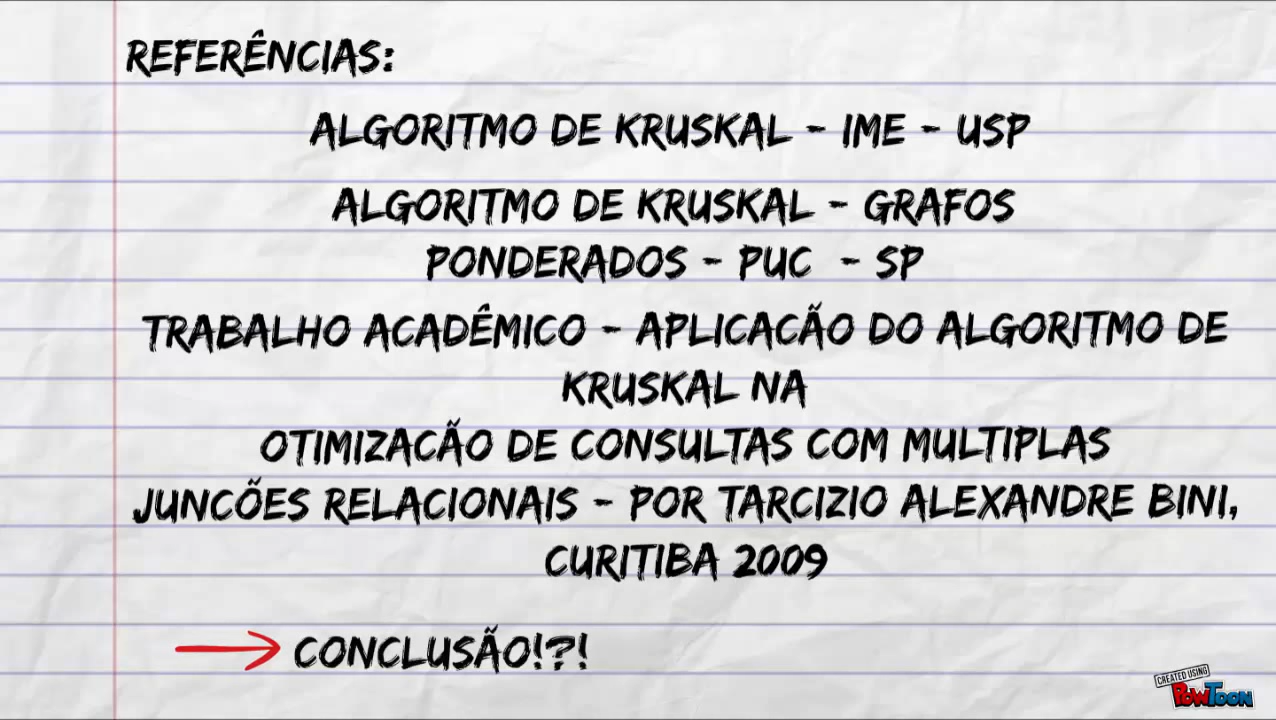 REFERÊNCIAS:
ALGORITMO DE KRUSKAL - IME - USP
ALGORITMO DE KRUSKAL - GRAFOS
PONDERADOS - PUC - SP
TRABALHO ACADÊMICO - APLICACÃO DO ALGORITMO DE
KRUSKAL NA
OTIMIZACÃO DE CONSULTAS COM MULTIPLAS
JUNCÕES RELACIONAIS - POR TARCIZIO ALEXANDRE BINI,
CURITIBA 2009
CONCLUSÃO!?!
CREATED USING
POWTOON